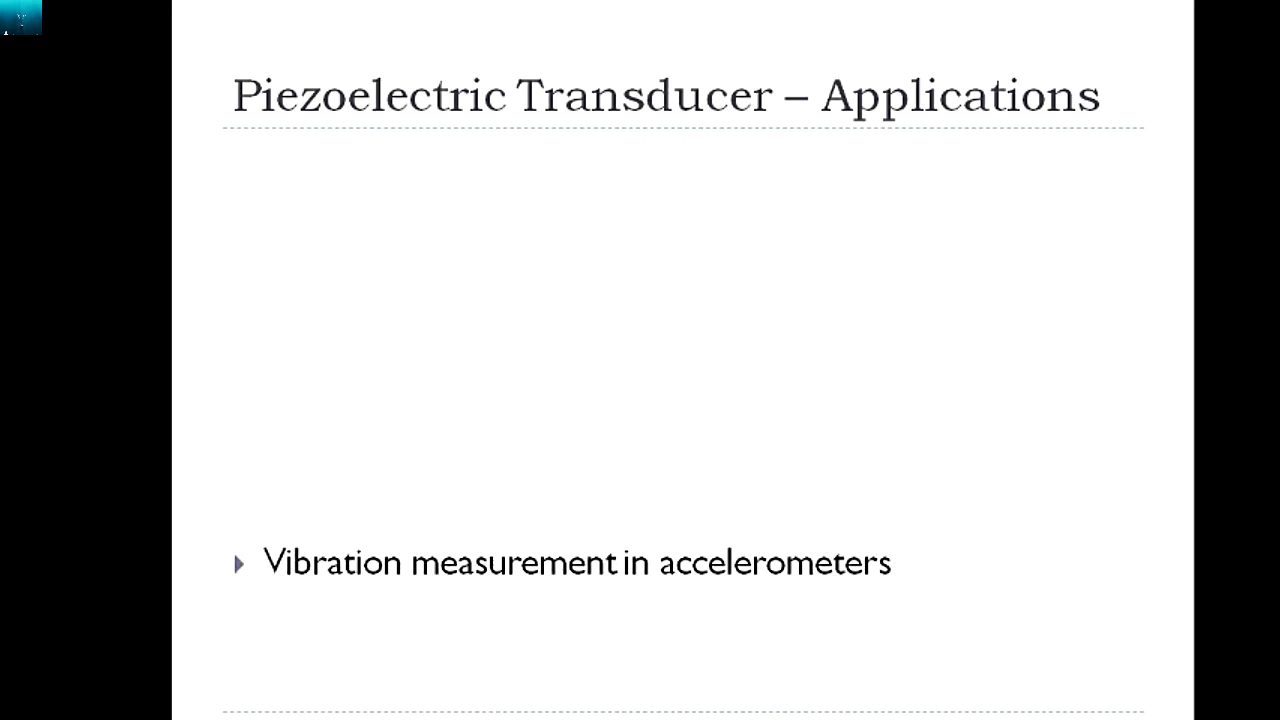 Piezoelectric Transducer – Applications
Vibration measurement in accelerometers